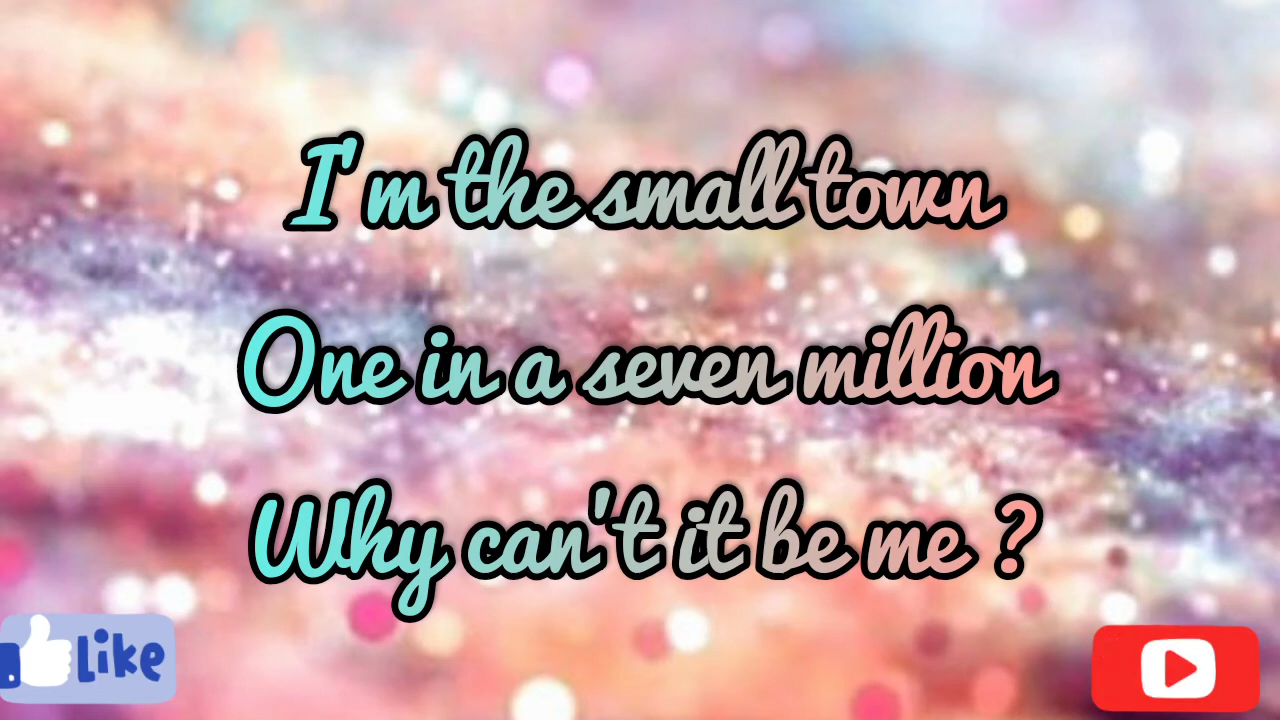 I'm the small town
One in a seven million
Why can't it be me ?
Like